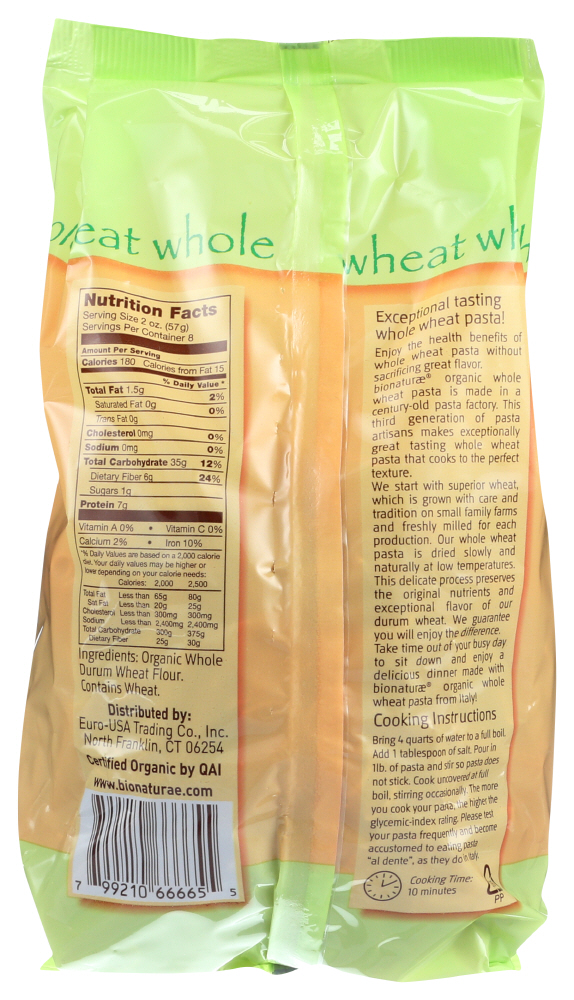 wheat whole
wheat wh
Nutrition Facts
Serving Size 2 oz. (57g)
Servings Per Container 8
Amount Per Serving
Calories 180 Calories from Fat 15
% Daily Value *
Total Fat 1.5g 2%
Saturated Fat 0g 0%
Trans Fat 0g
Cholesterol 0mg 0%
Sodium 0mg 0%
Total Carbohydrate 35g 12%
Dietary Fiber 6g 24%
Sugars 1g
Protein 7g
Vitamin A 0% • Vitamin C 0%
Calcium 2% • Iron 10%
*% Daily Values are based on a 2,000 calorie
diet. Your daily values may be higher or
lower depending on your calorie needs:
Calories: 2,000 2,500
Total Fat Less than 65g 80g
Sat Fat Less than 20g 25g
Cholesterol Less than 300mg 300mg
Sodium Less than 2,400mg 2,400mg
Total Carbohydrate 300g 375g
Dietary Fiber 25g 30g
Ingredients: Organic Whole
Durum Wheat Flour.
Contains Wheat.
Distributed by:
Euro-USA Trading Co., Inc.
North Franklin, CT 06254
Certified Organic by QAI
www.bionaturae.com
7 99210 66665 5
Exceptional tasting
whole wheat pasta!
Enjoy the health benefits of
whole wheat pasta without
sacrificing great flavor.
bionaturæ® organic whole
wheat pasta is made in a
century-old pasta factory. This
third generation of pasta
artisans makes exceptionally
great tasting whole wheat
pasta that cooks to the perfect
texture.
We start with superior wheat,
which is grown with care and
tradition on small family farms
and freshly milled for each
production. Our whole wheat
pasta is dried slowly and
naturally at low temperatures.
This delicate process preserves
the original nutrients and
exceptional flavor of our
durum wheat. We guarantee
you will enjoy the difference.
Take time out of your busy day
to sit down and enjoy a
delicious dinner made with
bionaturæ® organic whole
wheat pasta from Italy!
Cooking Instructions
Bring 4 quarts of water to a full boil.
Add 1 tablespoon of salt. Pour in
1lb. of pasta and stir so pasta does
not stick. Cook uncovered at full
boil, stirring occasionally. The more
you cook your pasta, the higher the
glycemic-index rating. Please test
your pasta frequently and become
accustomed to eating pasta
"al dente", as they do in Italy.
Cooking Time:
10 minutes
PP